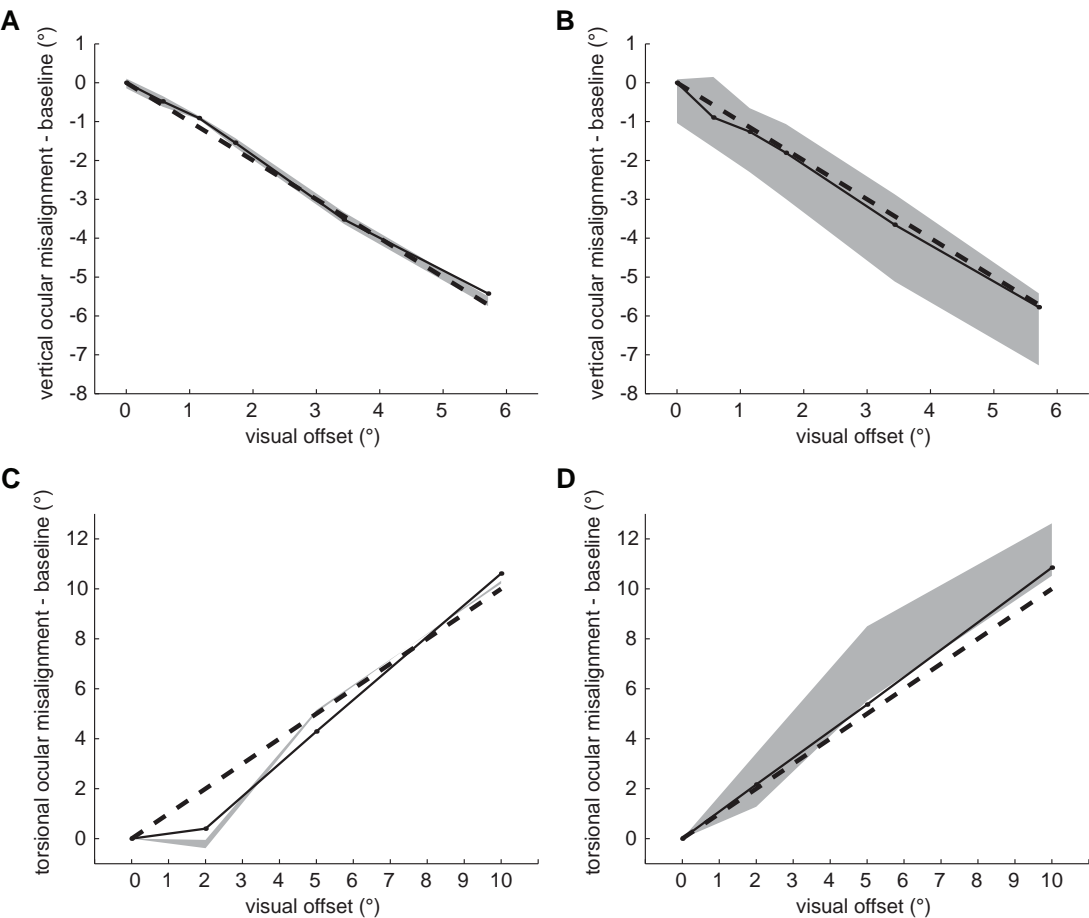 A
vertical ocular misalignment - baseline (°)
1
0
-1
-2
-3
-4
-5
-6
-7
-8
0 1 2 3 4 5 6
visual offset (°)
B
vertical ocular misalignment - baseline (°)
1
0
-1
-2
-3
-4
-5
-6
-7
-8
0 1 2 3 4 5 6
visual offset (°)
C
torsional ocular misalignment - baseline (°)
12
10
8
6
4
2
0
0 1 2 3 4 5 6 7 8 9 10
visual offset (°)
D
torsional ocular misalignment - baseline (°)
12
10
8
6
4
2
0
0 1 2 3 4 5 6 7 8 9 10
visual offset (°)